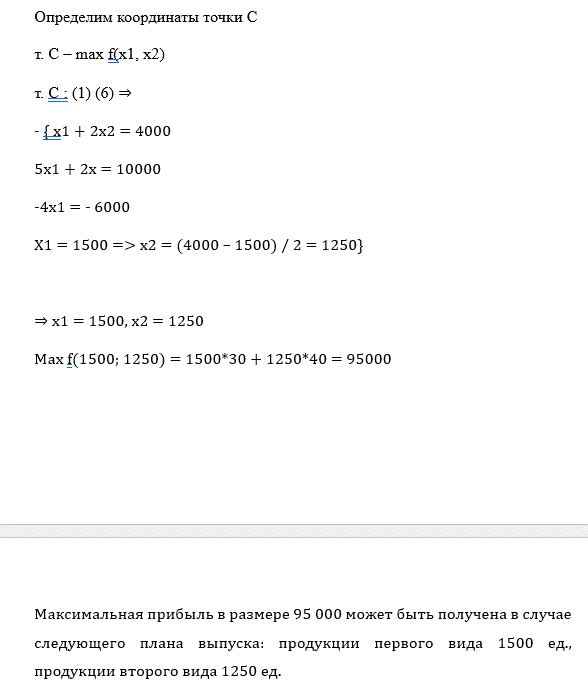 Определим координаты точки С
т. С – max f(x1, x2)
т. С : (1) (6) ⇒
- { x1 + 2x2 = 4000
5x1 + 2x = 10000
-4x1 = - 6000
X1 = 1500 => x2 = (4000 – 1500) / 2 = 1250}
⇒ x1 = 1500, x2 = 1250
Max f(1500; 1250) = 1500*30 + 1250*40 = 95000
Максимальная прибыль в размере 95 000 может быть получена в случае
следующего плана выпуска: продукции первого вида 1500 ед.,
продукции второго вида 1250 ед.